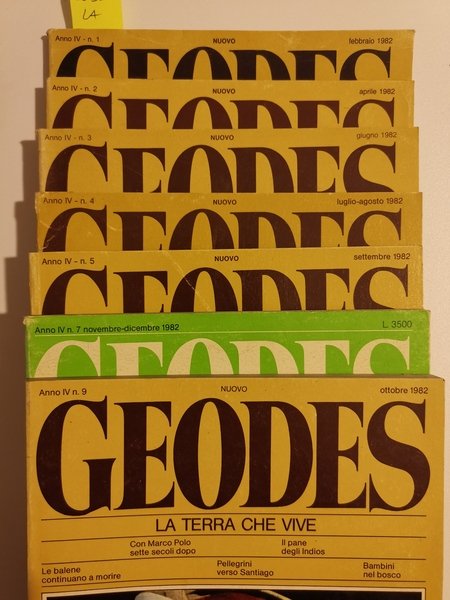 LA
Anno IV - n. 1 NUOVO febbraio 1982
GEODES
Anno IV - n. 2 NUOVO aprile 1982
GEODES
Anno IV - n. 3 NUOVO giugno 1982
GEODES
Anno IV - n. 4 NUOVO luglio-agosto 1982
GEODES
Anno IV - n. 5 NUOVO settembre 1982
GEODES
Anno IV n. 7 novembre-dicembre 1982 L. 3500
GEODES
Anno IV n. 9 NUOVO ottobre 1982
GEODES
LA TERRA CHE VIVE
Con Marco Polo Il pane
sette secoli dopo degli Indios
Le balene Pellegrini Bambini
continuano a morire verso Santiago nel bosco